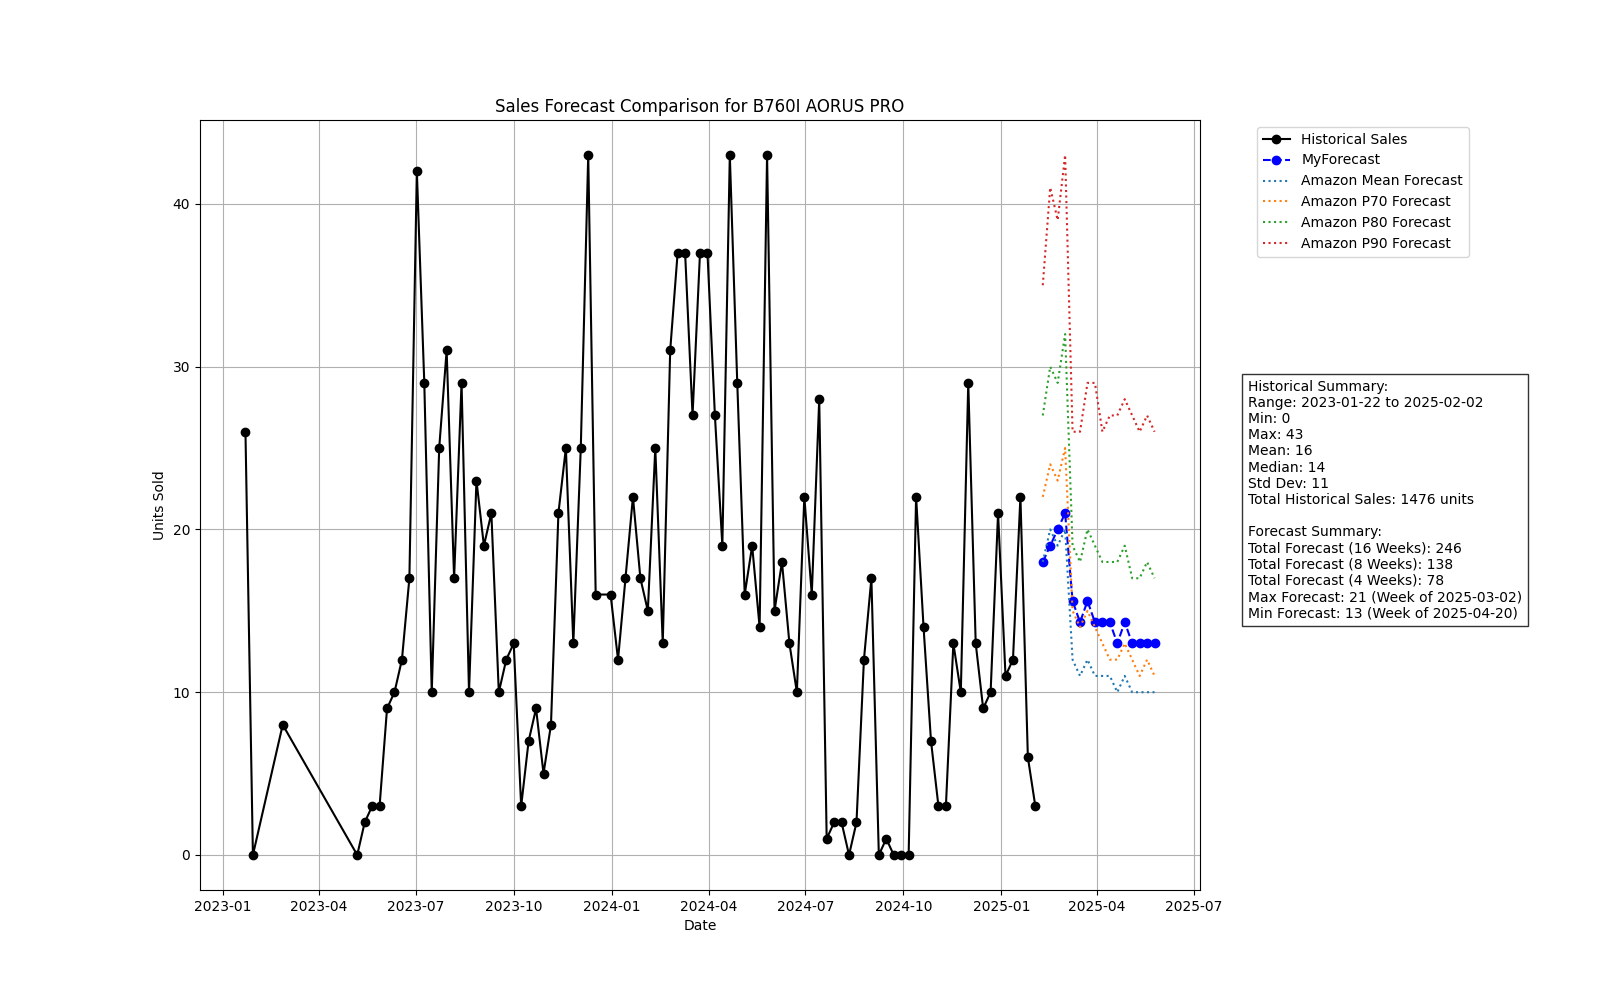 Sales Forecast Comparison for B760I AORUS PRO
Historical Sales
MyForecast
Amazon Mean Forecast
Amazon P70 Forecast
Amazon P80 Forecast
Amazon P90 Forecast
40
30
20
10
0
Units Sold
2023-01
2023-04
2023-07
2023-10
2024-01
2024-04
2024-07
2024-10
2025-01
2025-04
2025-07
Date
Historical Summary:
Range: 2023-01-22 to 2025-02-02
Min: 0
Max: 43
Mean: 16
Median: 14
Std Dev: 11
Total Historical Sales: 1476 units
Forecast Summary:
Total Forecast (16 Weeks): 246
Total Forecast (8 Weeks): 138
Total Forecast (4 Weeks): 78
Max Forecast: 21 (Week of 2025-03-02)
Min Forecast: 13 (Week of 2025-04-20)